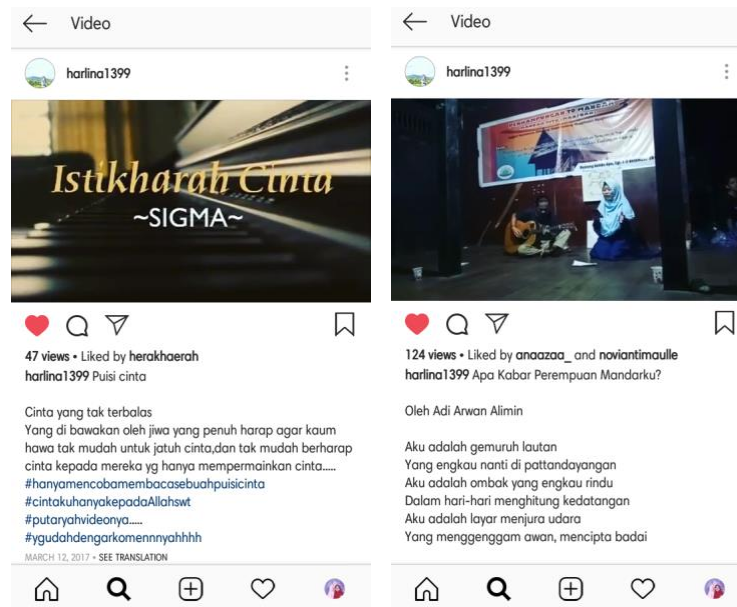 Video
harlina1399
Istikharah Cinta
~SIGMA~
47 views • Liked by herakhaerah
harlina1399 Puisi cinta
Cinta yang tak terbalas
Yang di bawakan oleh jiwa yang penuh harap agar kaum
hawa tak mudah untuk jatuh cinta,dan tak mudah berharap
cinta kepada mereka yg hanya mempermainkan cinta.....
#hanyamencobamembacasebuahpuisicinta
#cintakuhanyakepadaAllahswt
#putaryahvideonya.....
#ygudahdengarkomennnyahhhh
MARCH 12, 2017 • SEE TRANSLATION
Video
harlina1399
124 views • Liked by anaazaa_ and noviantimaulle
harlina1399 Apa Kabar Perempuan Mandarku?
Oleh Adi Arwan Alimin
Aku adalah gemuruh lautan
Yang engkau nanti di pattandayangan
Aku adalah ombak yang engkau rindu
Dalam hari-hari menghitung kedatangan
Aku adalah layar menjura udara
Yang menggenggam awan, mencipta badai